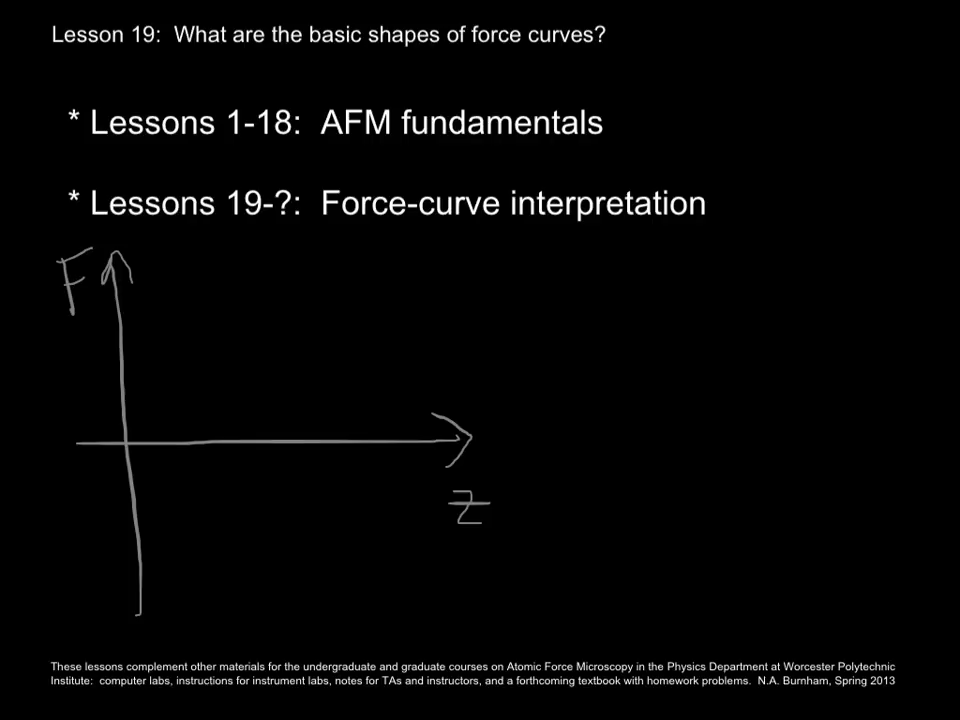 Lesson 19: What are the basic shapes of force curves?
* Lessons 1-18: AFM fundamentals
* Lessons 19-?: Force-curve interpretation
F
z
These lessons complement other materials for the undergraduate and graduate courses on Atomic Force Microscopy in the Physics Department at Worcester Polytechnic
Institute: computer labs, instructions for instrument labs, notes for TAs and instructors, and a forthcoming textbook with homework problems. N.A. Burnham, Spring 2013